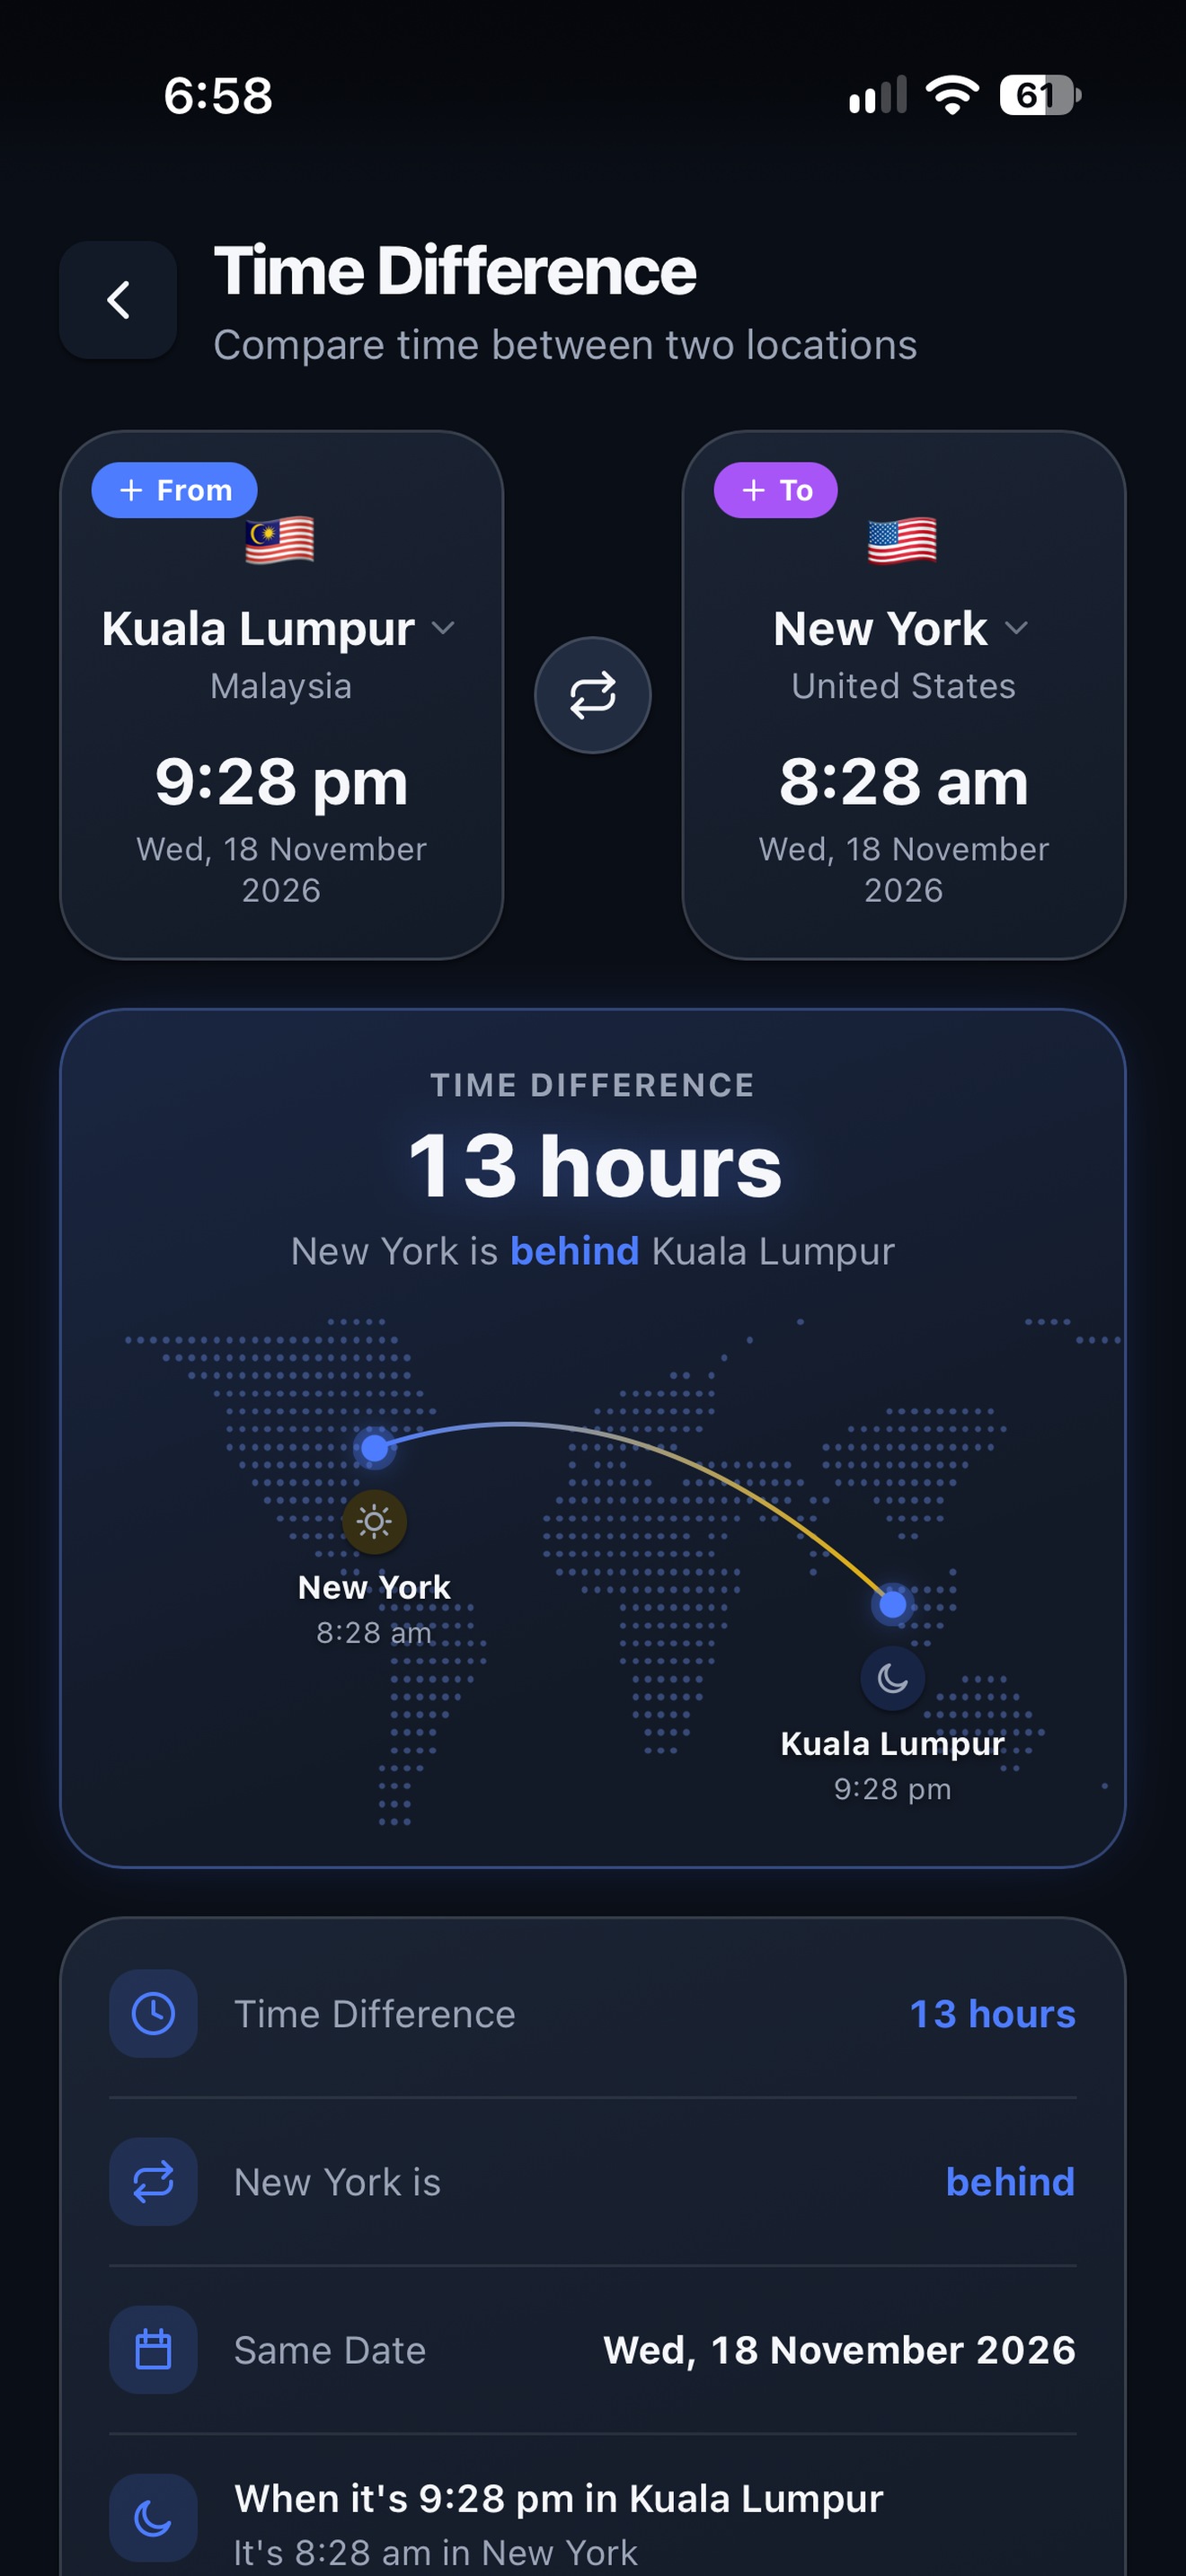 6:58
61
Time Difference
Compare time between two locations
+ From
Kuala Lumpur
Malaysia
9:28 pm
Wed, 18 November
2026
+ To
New York
United States
8:28 am
Wed, 18 November
2026
TIME DIFFERENCE
13 hours
New York is behind Kuala Lumpur
New York
8:28 am
Kuala Lumpur
9:28 pm
Time Difference
13 hours
New York is
behind
Same Date
Wed, 18 November 2026
When it's 9:28 pm in Kuala Lumpur
It's 8:28 am in New York